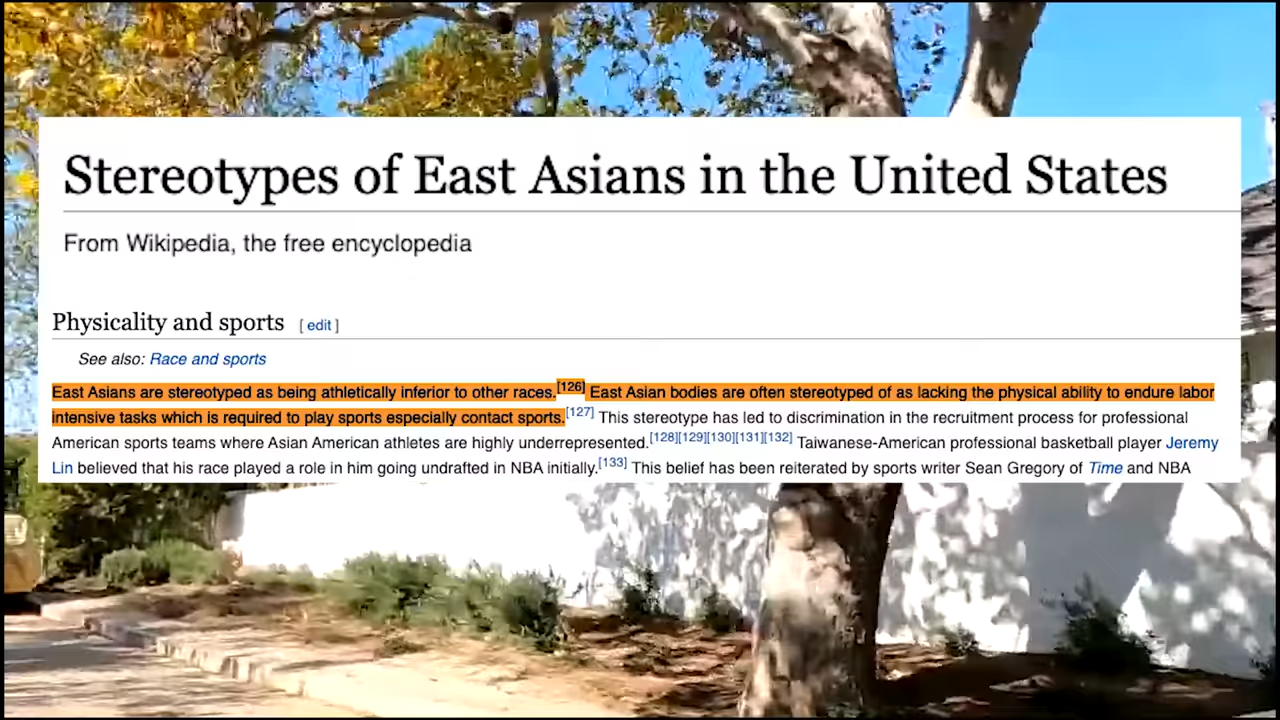 Stereotypes of East Asians in the United States
From Wikipedia, the free encyclopedia
Physicality and sports [ edit ]
See also: Race and sports
East Asians are stereotyped as being athletically inferior to other races.[126] East Asian bodies are often stereotyped of as lacking the physical ability to endure labor
intensive tasks which is required to play sports especially contact sports.[127] This stereotype has led to discrimination in the recruitment process for professional
American sports teams where Asian American athletes are highly underrepresented.[128][129][130][131][132] Taiwanese-American professional basketball player Jeremy
Lin believed that his race played a role in him going undrafted in NBA initially.[133] This belief has been reiterated by sports writer Sean Gregory of Time and NBA